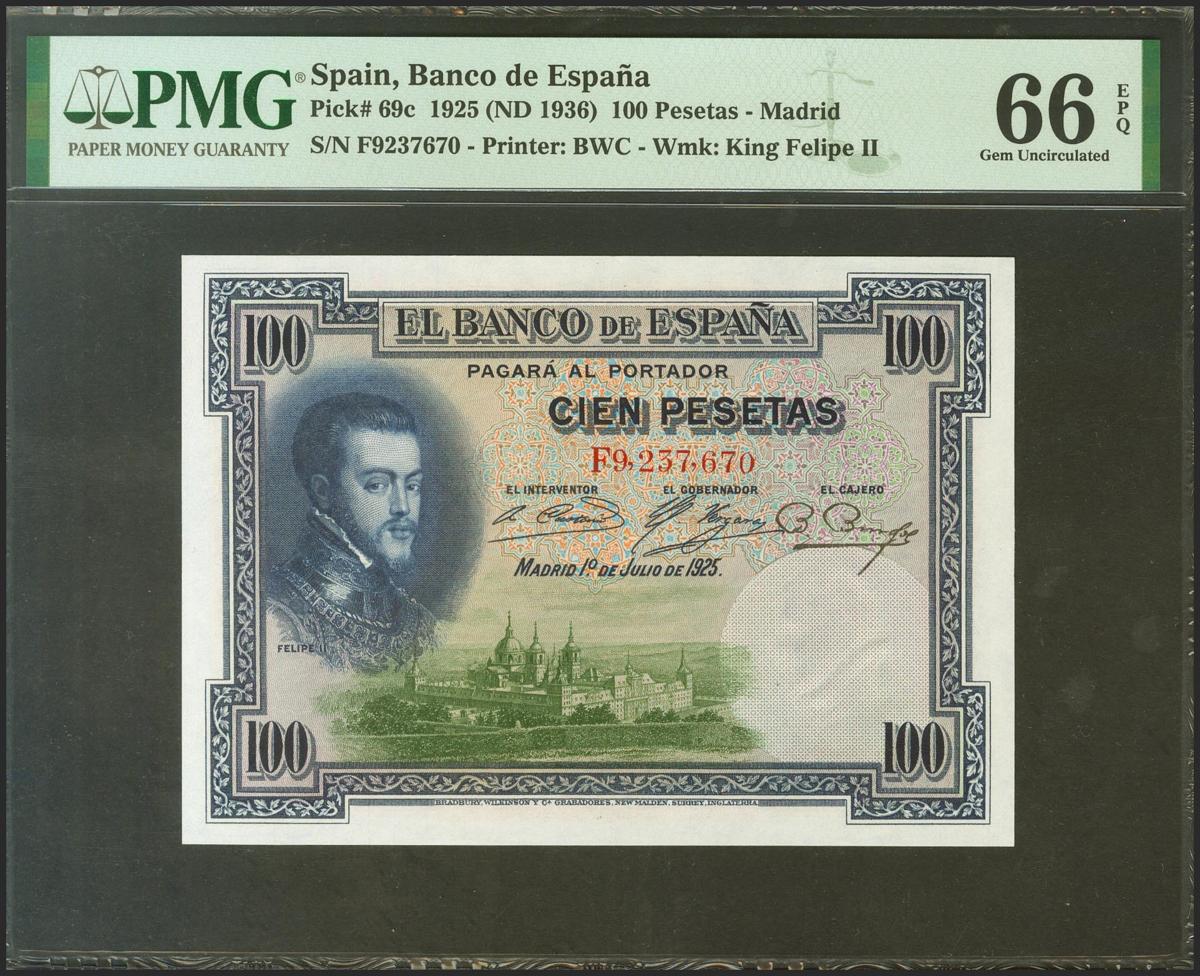 PMG®
PAPER MONEY GUARANTY
Spain, Banco de España
Pick# 69c 1925 (ND 1936) 100 Pesetas - Madrid
S/N F9237670 - Printer: BWC - Wmk: King Felipe II
66
EPQ
Gem Uncirculated
100
EL BANCO DE ESPAÑA
100
PAGARÁ AL PORTADOR
CIEN PESETAS
F9,237,670
EL INTERVENTOR EL GOBERNADOR EL CAJERO
MADRID 1º DE JULIO DE 1925.
FELIPE II
100
100
BRADBURY, WILKINSON Y Cª GRABADORES, NEW MALDEN, SURREY, INGLATERRA